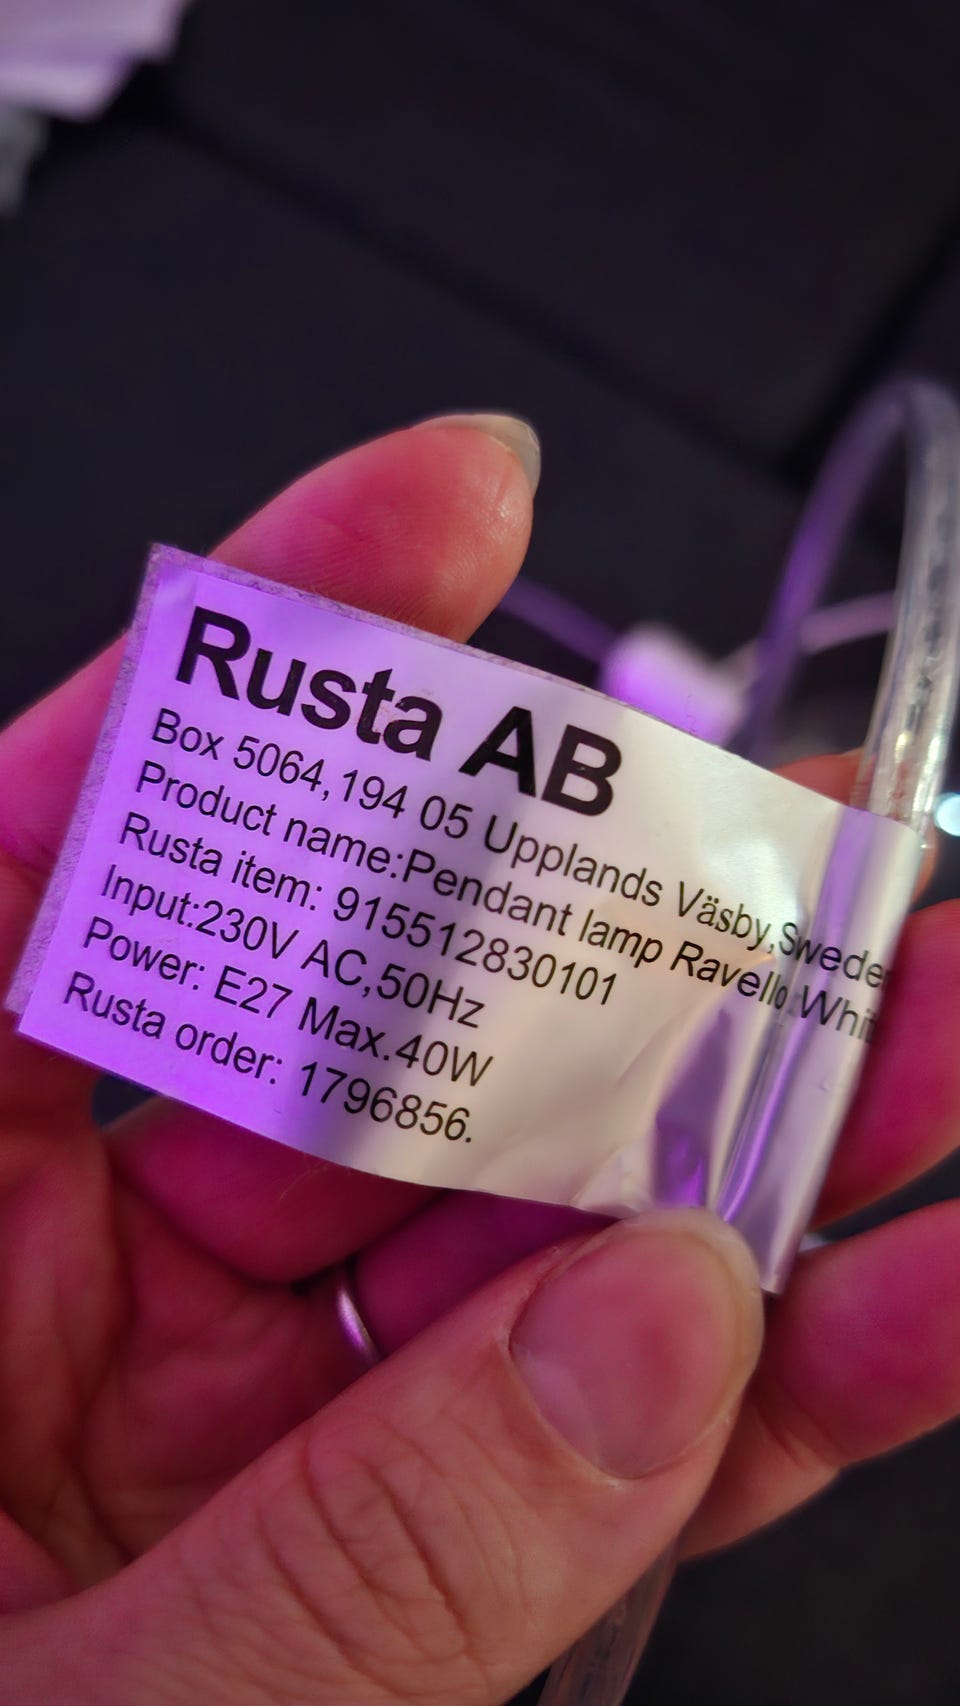 Rusta AB
Box 5064,194 05 Upplands Väsby,Sweden
Product name:Pendant lamp Ravello White
Rusta item: 915512830101
Input:230V AC,50Hz
Power: E27 Max.40W
Rusta order: 1796856.